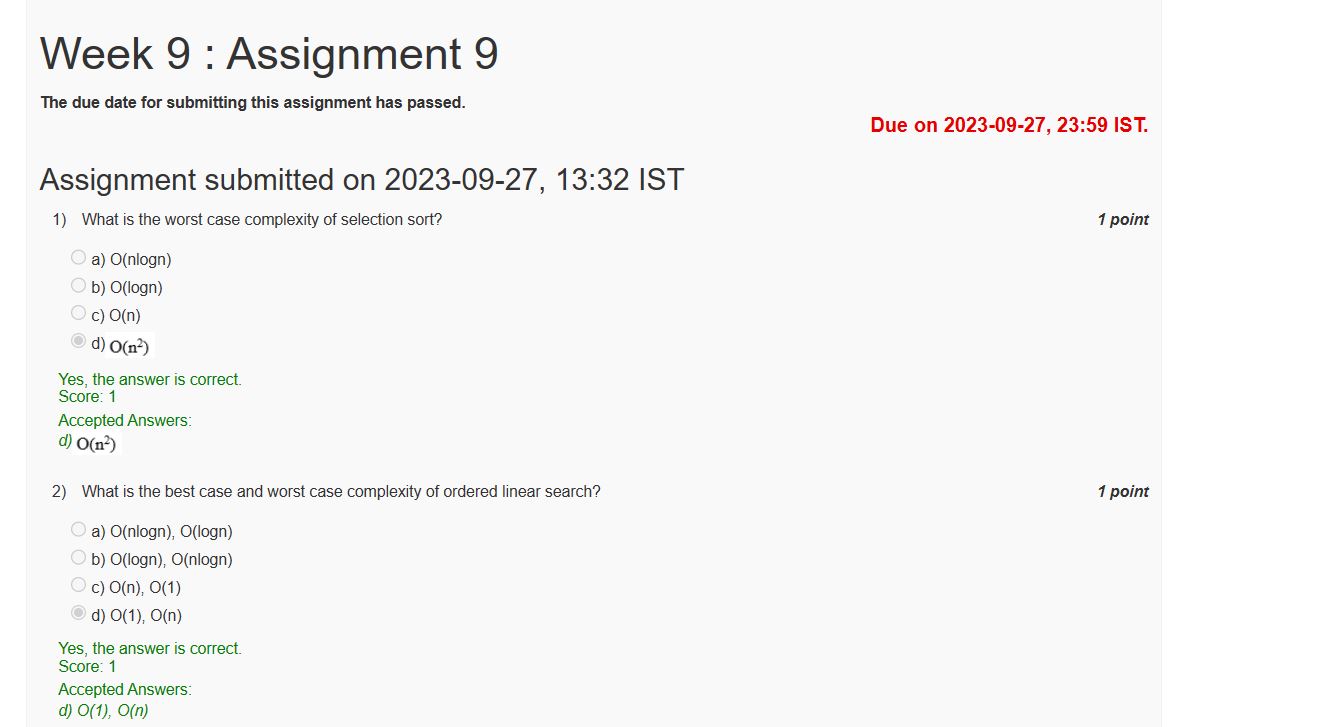 Week 9 : Assignment 9
The due date for submitting this assignment has passed.
Due on 2023-09-27, 23:59 IST.
Assignment submitted on 2023-09-27, 13:32 IST
1) What is the worst case complexity of selection sort? 1 point
a) O(nlogn)
b) O(logn)
c) O(n)
d) O(n²)
Yes, the answer is correct.
Score: 1
Accepted Answers:
d) O(n²)
2) What is the best case and worst case complexity of ordered linear search? 1 point
a) O(nlogn), O(logn)
b) O(logn), O(nlogn)
c) O(n), O(1)
d) O(1), O(n)
Yes, the answer is correct.
Score: 1
Accepted Answers:
d) O(1), O(n)